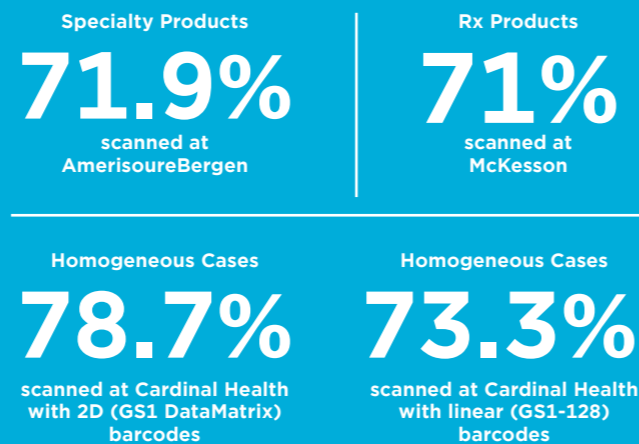 Specialty Products
71.9%
scanned at
AmerisoureBergen
Rx Products
71%
scanned at
McKesson
Homogeneous Cases
78.7%
scanned at Cardinal Health
with 2D (GS1 DataMatrix)
barcodes
Homogeneous Cases
73.3%
scanned at Cardinal Health
with linear (GS1-128)
barcodes